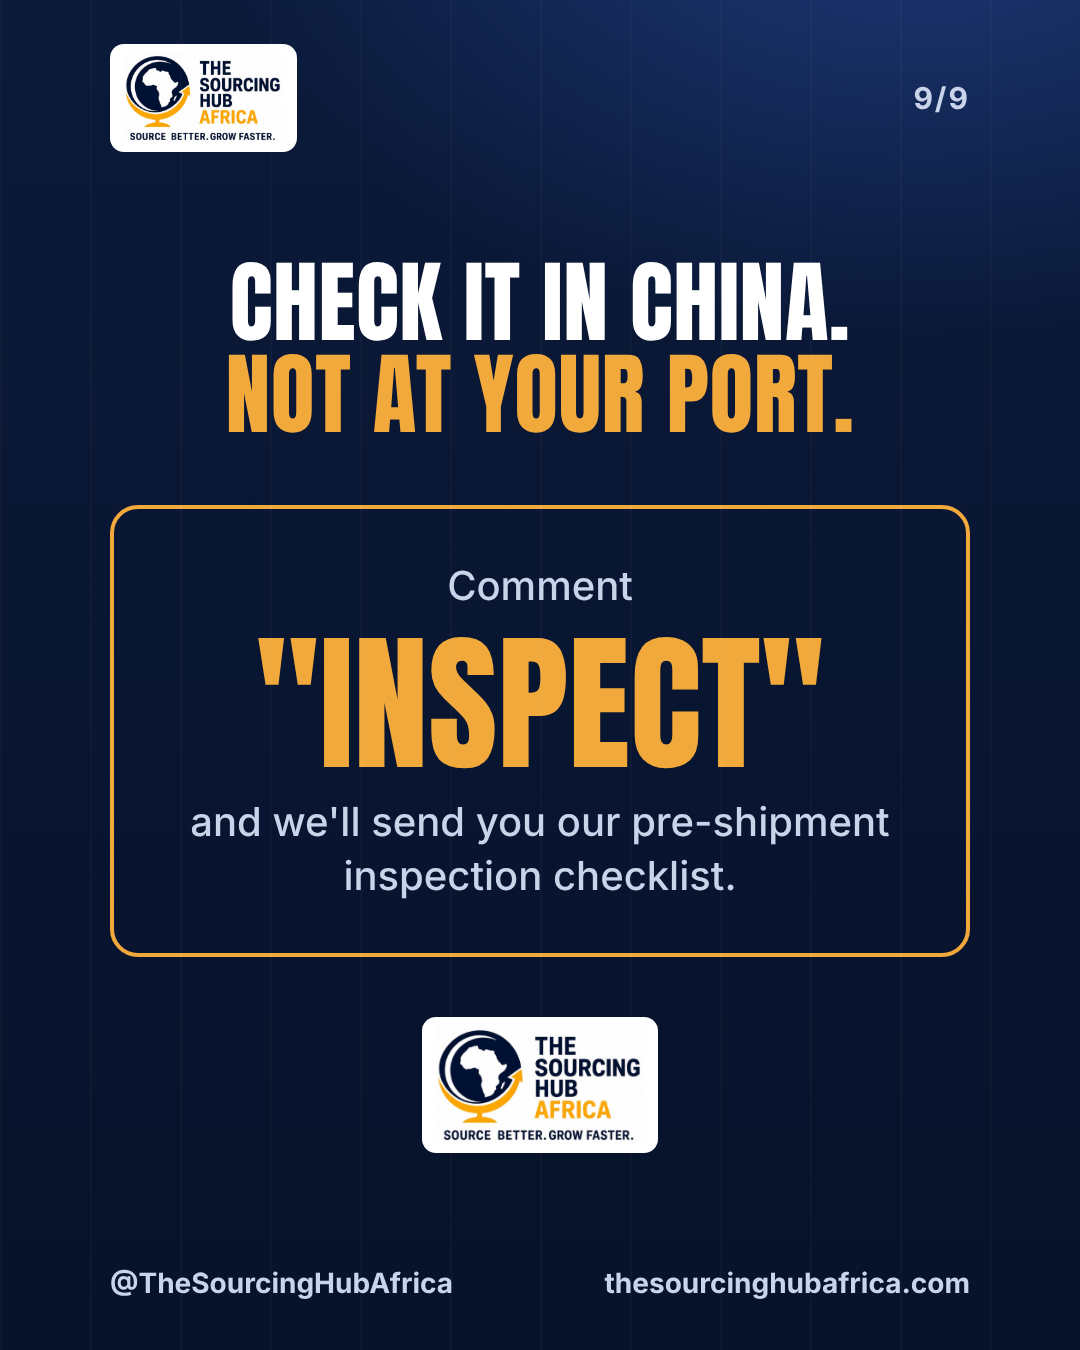 THE
SOURCING
HUB
AFRICA
SOURCE BETTER. GROW FASTER.
9/9
CHECK IT IN CHINA.
NOT AT YOUR PORT.
Comment
"INSPECT"
and we'll send you our pre-shipment
inspection checklist.
THE
SOURCING
HUB
AFRICA
SOURCE BETTER. GROW FASTER.
@TheSourcingHubAfrica
thesourcinghubafrica.com